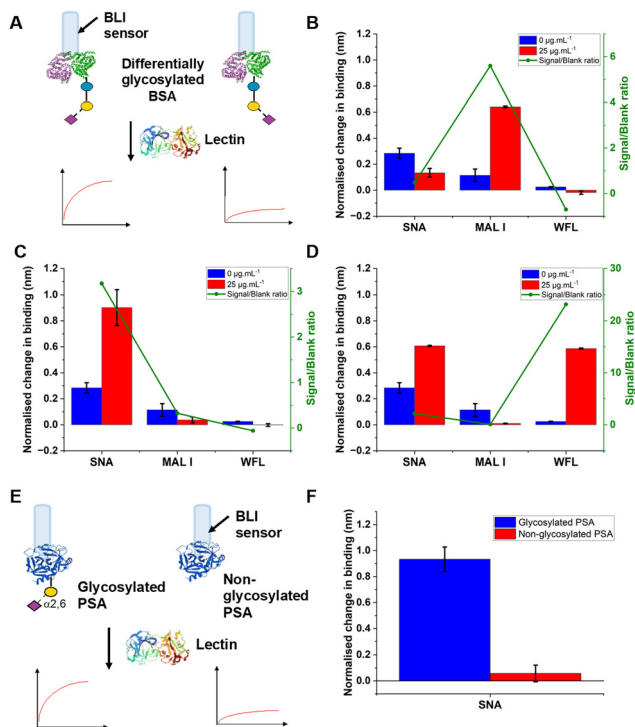 A
BLI
sensor
Differentially
glycosylated
BSA
Lectin
B
0 µg.mL⁻¹
25 µg.mL⁻¹
Signal/Blank ratio
Normalised change in binding (nm)
1.2
1.0
0.8
0.6
0.4
0.2
0.0
−0.2
SNA MAL I WFL
6
4
2
0
Signal/Blank ratio
C
0 µg.mL⁻¹
25 µg.mL⁻¹
Signal/Blank ratio
Normalised change in binding (nm)
1.2
1.0
0.8
0.6
0.4
0.2
0.0
−0.2
SNA MAL I WFL
3
2
1
0
Signal/Blank ratio
D
0 µg.mL⁻¹
25 µg.mL⁻¹
Signal/Blank ratio
Normalised change in binding (nm)
1.2
1.0
0.8
0.6
0.4
0.2
0.0
−0.2
SNA MAL I WFL
30
20
10
0
Signal/Blank ratio
E
BLI
sensor
α2,6
Glycosylated
PSA
Non-
glycosylated
PSA
Lectin
F
Glycosylated PSA
Non-glycosylated PSA
Normalised change in binding (nm)
1.2
1.0
0.8
0.6
0.4
0.2
0.0
SNA